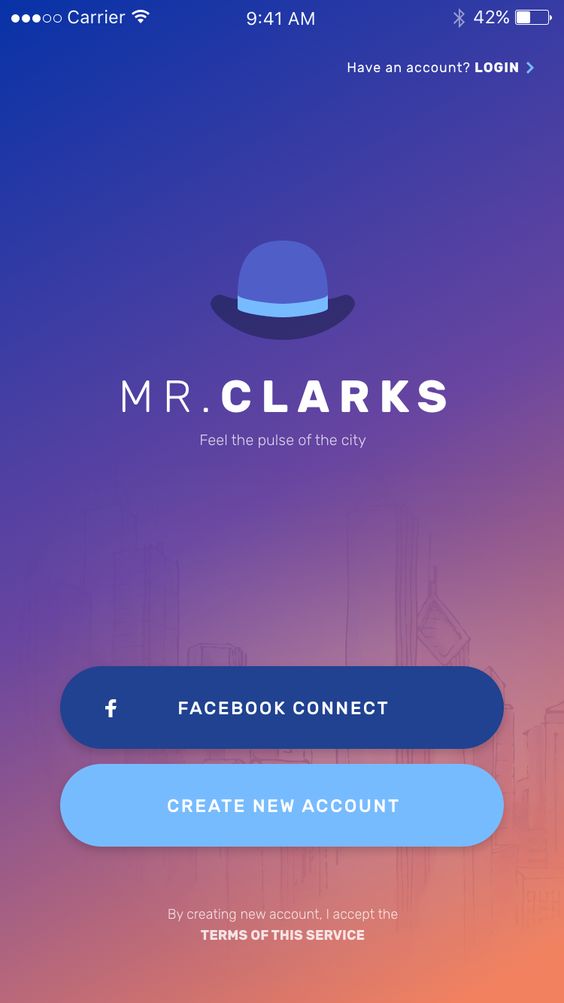 Carrier 9:41 AM 42%
Have an account? LOGIN
MR.CLARKS
Feel the pulse of the city
FACEBOOK CONNECT
CREATE NEW ACCOUNT
By creating new account, I accept the
TERMS OF THIS SERVICE